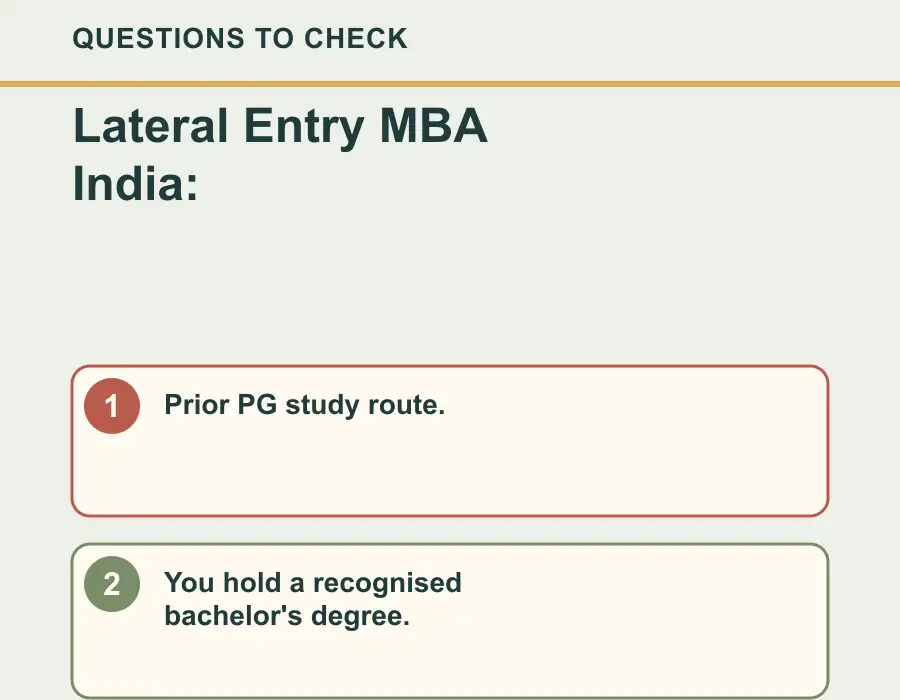 QUESTIONS TO CHECK
Lateral Entry MBA
India:
1
Prior PG study route.
2
You hold a recognised
bachelor's degree.